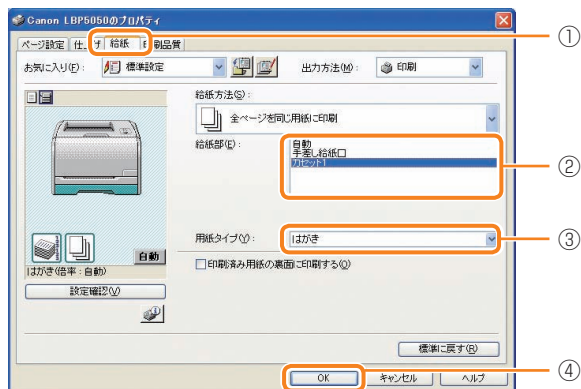 Canon LBP5050のプロパティ
①
ページ設定 仕上げ 給紙 印刷品質
お気に入り(F): 標準設定 出力方法(M): 印刷
給紙方法(S):
全ページを同じ用紙に印刷
給紙部(E): 自動
手差し給紙口
カセット1
②
用紙タイプ(Y): はがき
③
自動
はがき(倍率:自動)
印刷済み用紙の裏面に印刷する(Q)
設定確認(V)
標準に戻す(R)
OK キャンセル ヘルプ
④